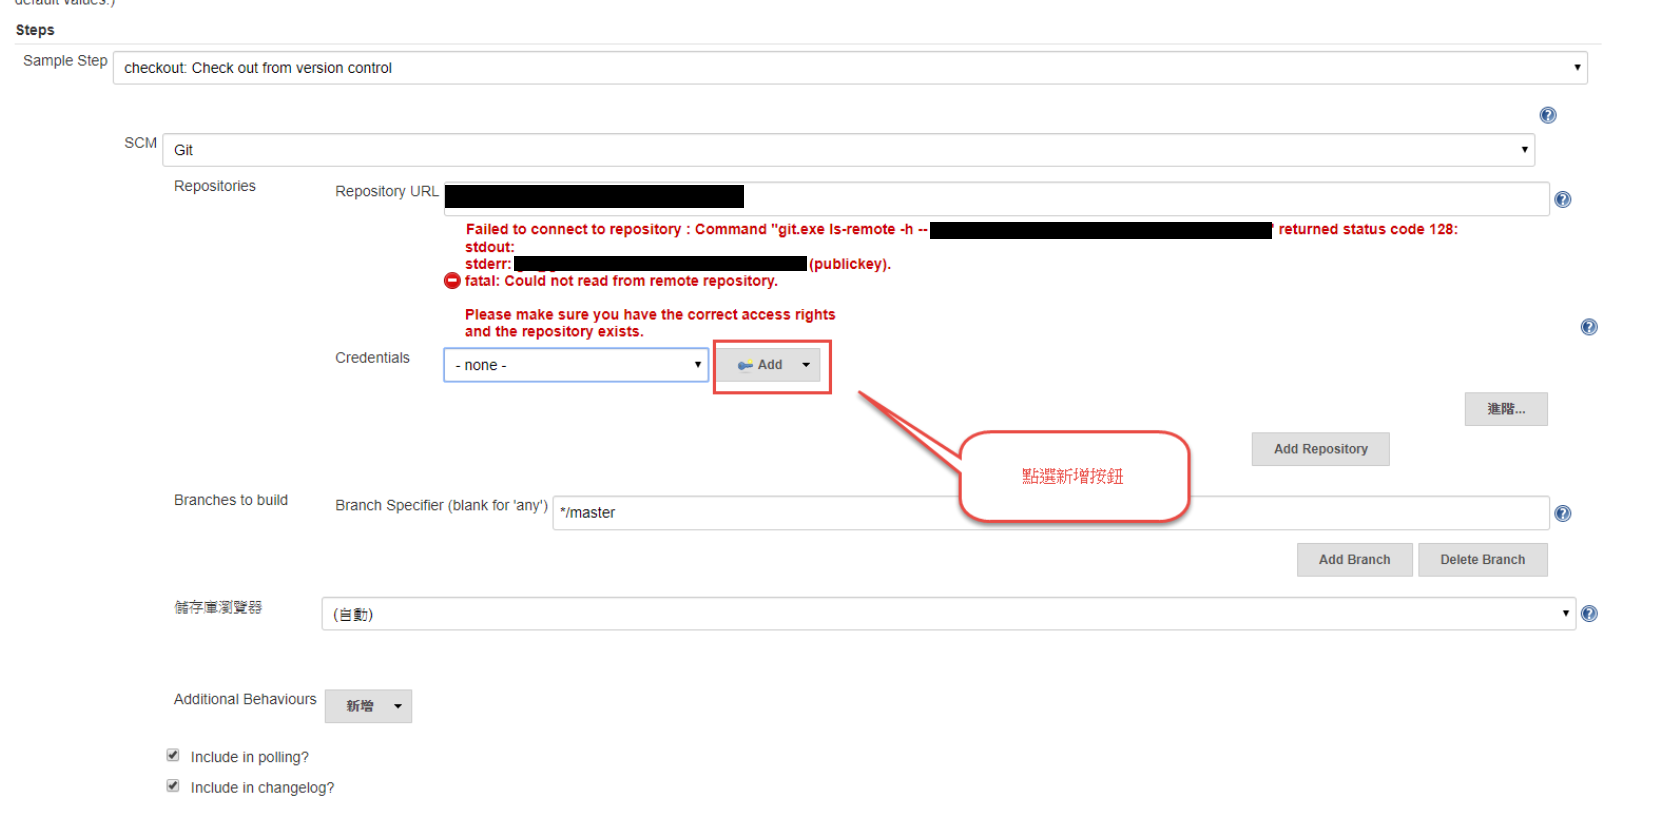 default values.)
Steps
Sample Step checkout: Check out from version control
SCM Git
Repositories Repository URL
Failed to connect to repository : Command "git.exe ls-remote -h -- " returned status code 128:
stdout:
stderr: (publickey).
fatal: Could not read from remote repository.
Please make sure you have the correct access rights
and the repository exists.
Credentials - none - Add
進階...
Add Repository
點選新增按鈕
Branches to build Branch Specifier (blank for 'any') */master
Add Branch Delete Branch
儲存庫瀏覽器 (自動)
Additional Behaviours 新增
Include in polling?
Include in changelog?